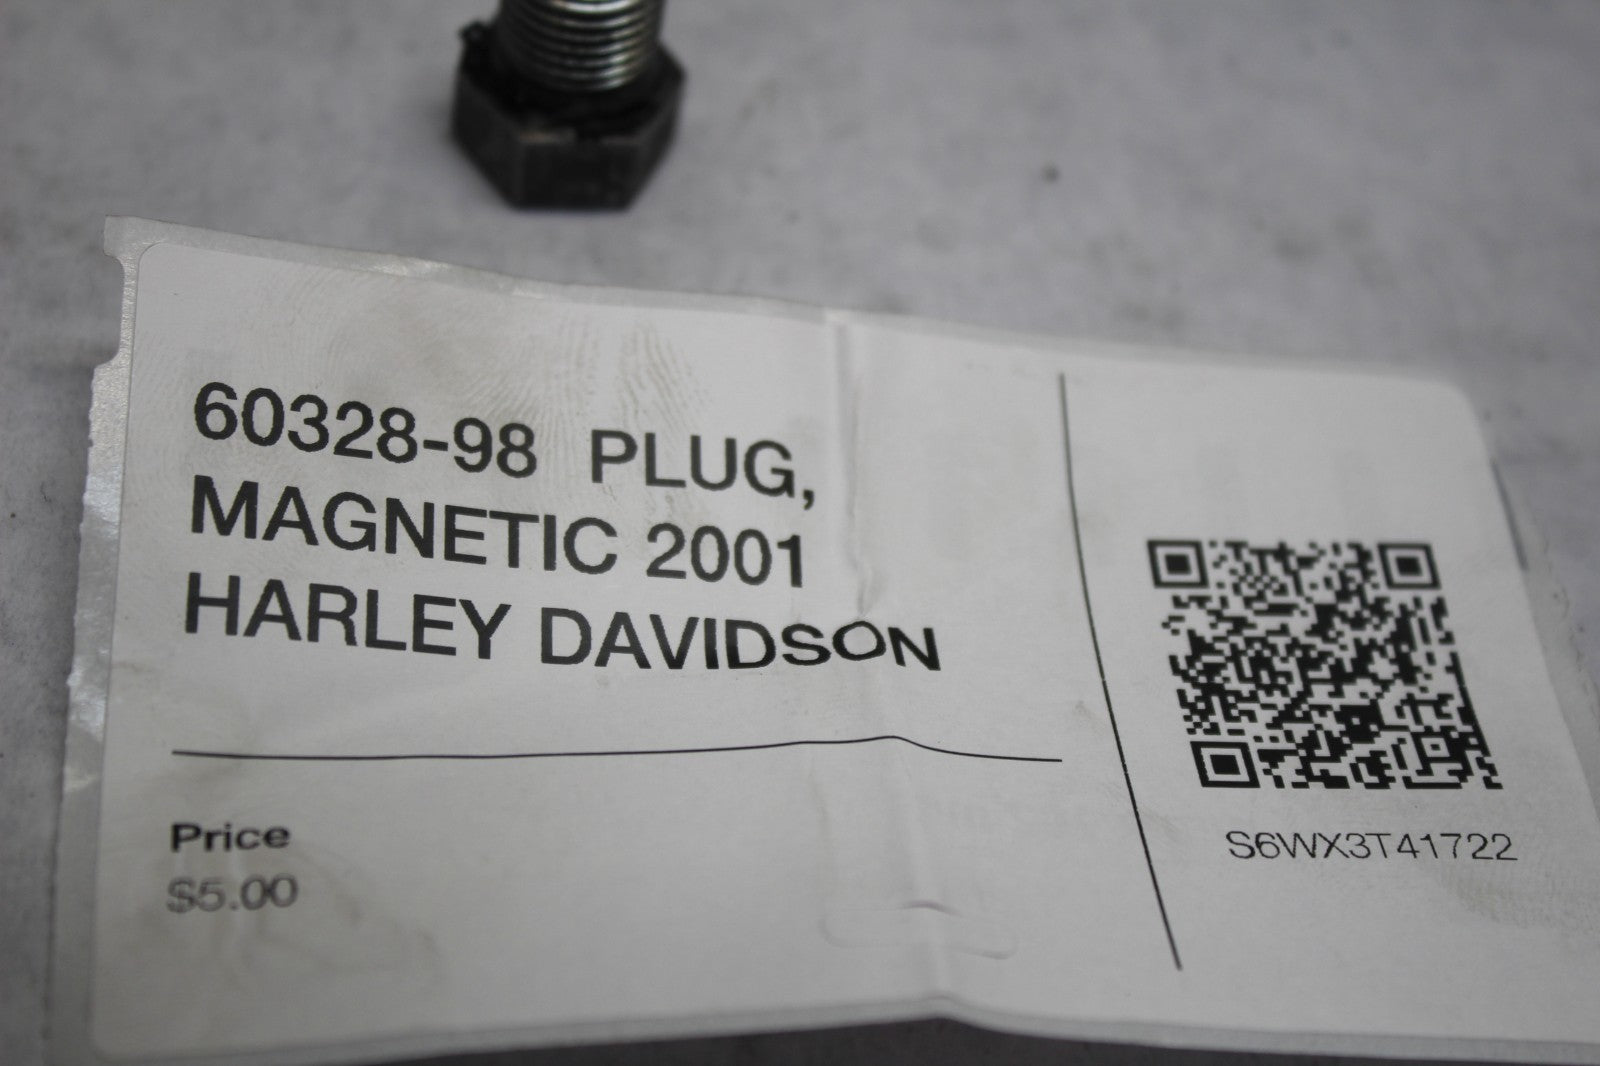 60328-98 PLUG,
MAGNETIC 2001
HARLEY DAVIDSON
Price
$5.00
S6WX3T41722